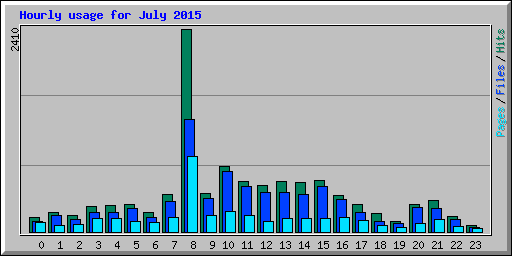 Hourly usage for July 2015
2410
Pages / Files / Hits
0 1 2 3 4 5 6 7 8 9 10 11 12 13 14 15 16 17 18 19 20 21 22 23